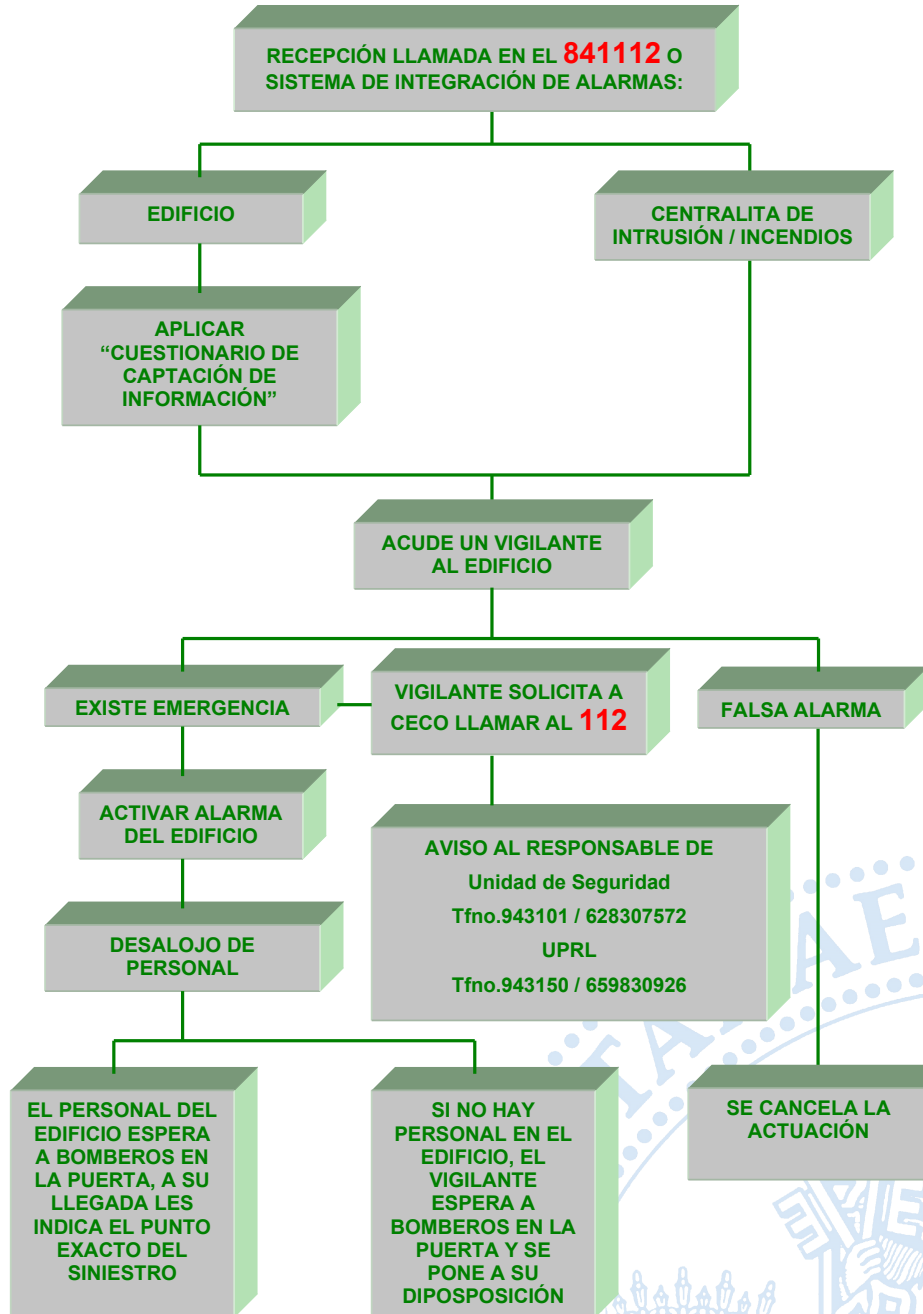 RECEPCIÓN LLAMADA EN EL 841112 O
SISTEMA DE INTEGRACIÓN DE ALARMAS:
EDIFICIO
CENTRALITA DE
INTRUSIÓN / INCENDIOS
APLICAR
“CUESTIONARIO DE
CAPTACIÓN DE
INFORMACIÓN”
ACUDE UN VIGILANTE
AL EDIFICIO
EXISTE EMERGENCIA
VIGILANTE SOLICITA A
CECO LLAMAR AL 112
FALSA ALARMA
ACTIVAR ALARMA
DEL EDIFICIO
AVISO AL RESPONSABLE DE
Unidad de Seguridad
Tfno.943101 / 628307572
UPRL
Tfno.943150 / 659830926
DESALOJO DE
PERSONAL
EL PERSONAL DEL
EDIFICIO ESPERA
A BOMBEROS EN
LA PUERTA, A SU
LLEGADA LES
INDICA EL PUNTO
EXACTO DEL
SINIESTRO
SI NO HAY
PERSONAL EN EL
EDIFICIO, EL
VIGILANTE
ESPERA A
BOMBEROS EN LA
PUERTA Y SE
PONE A SU
DIPOSPOSICIÓN
SE CANCELA LA
ACTUACIÓN